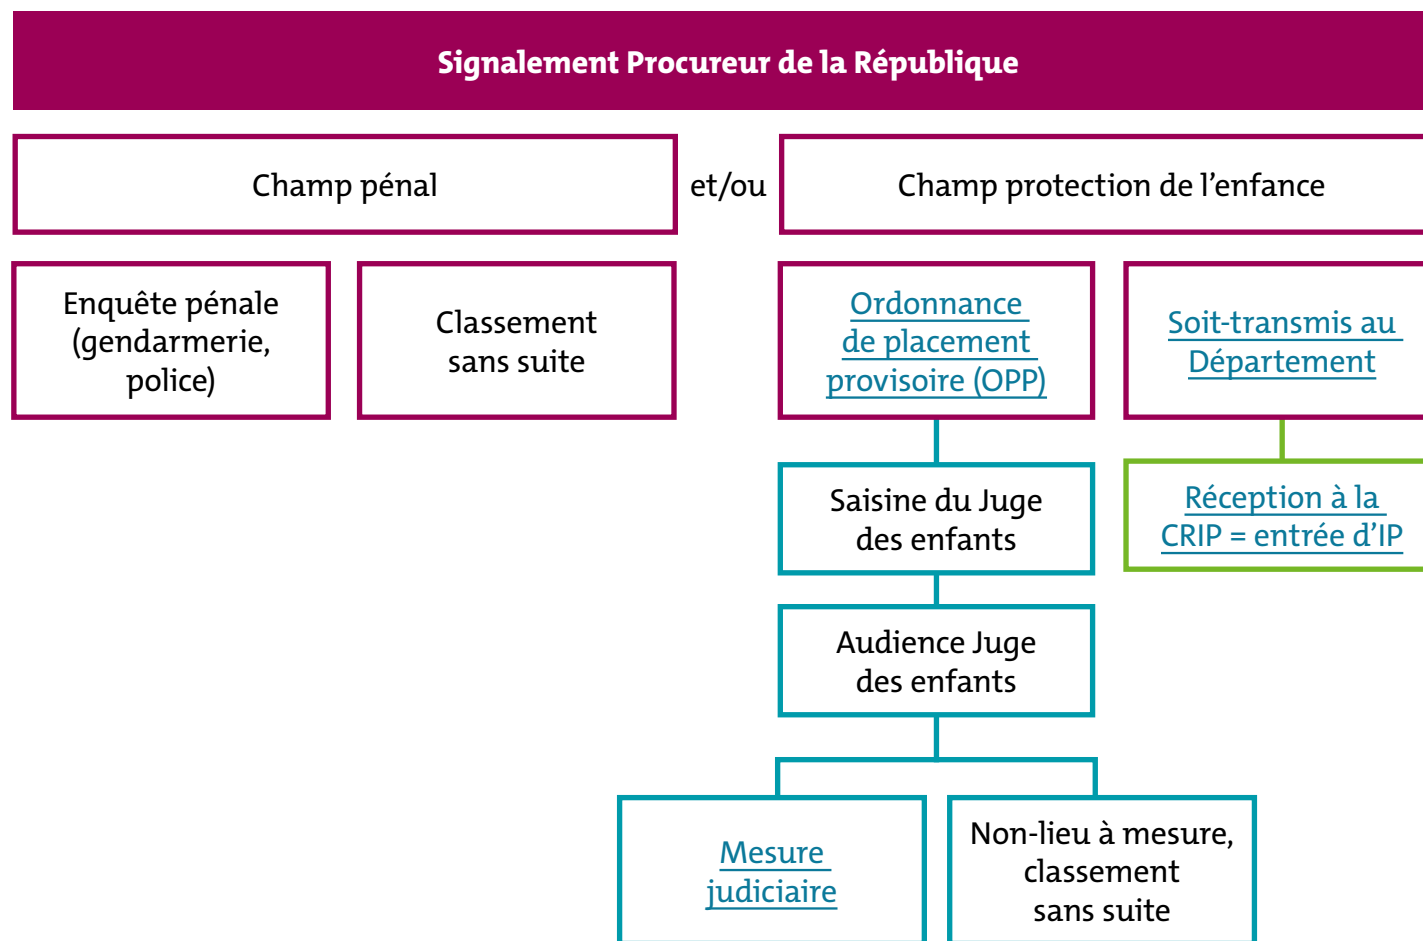 Signalement Procureur de la République
Champ pénal
et/ou
Champ protection de l’enfance
Enquête pénale
(gendarmerie,
police)
Classement
sans suite
Ordonnance
de placement
provisoire (OPP)
Soit-transmis au
Département
Saisine du Juge
des enfants
Réception à la
CRIP = entrée d’IP
Audience Juge
des enfants
Mesure
judiciaire
Non-lieu à mesure,
classement
sans suite